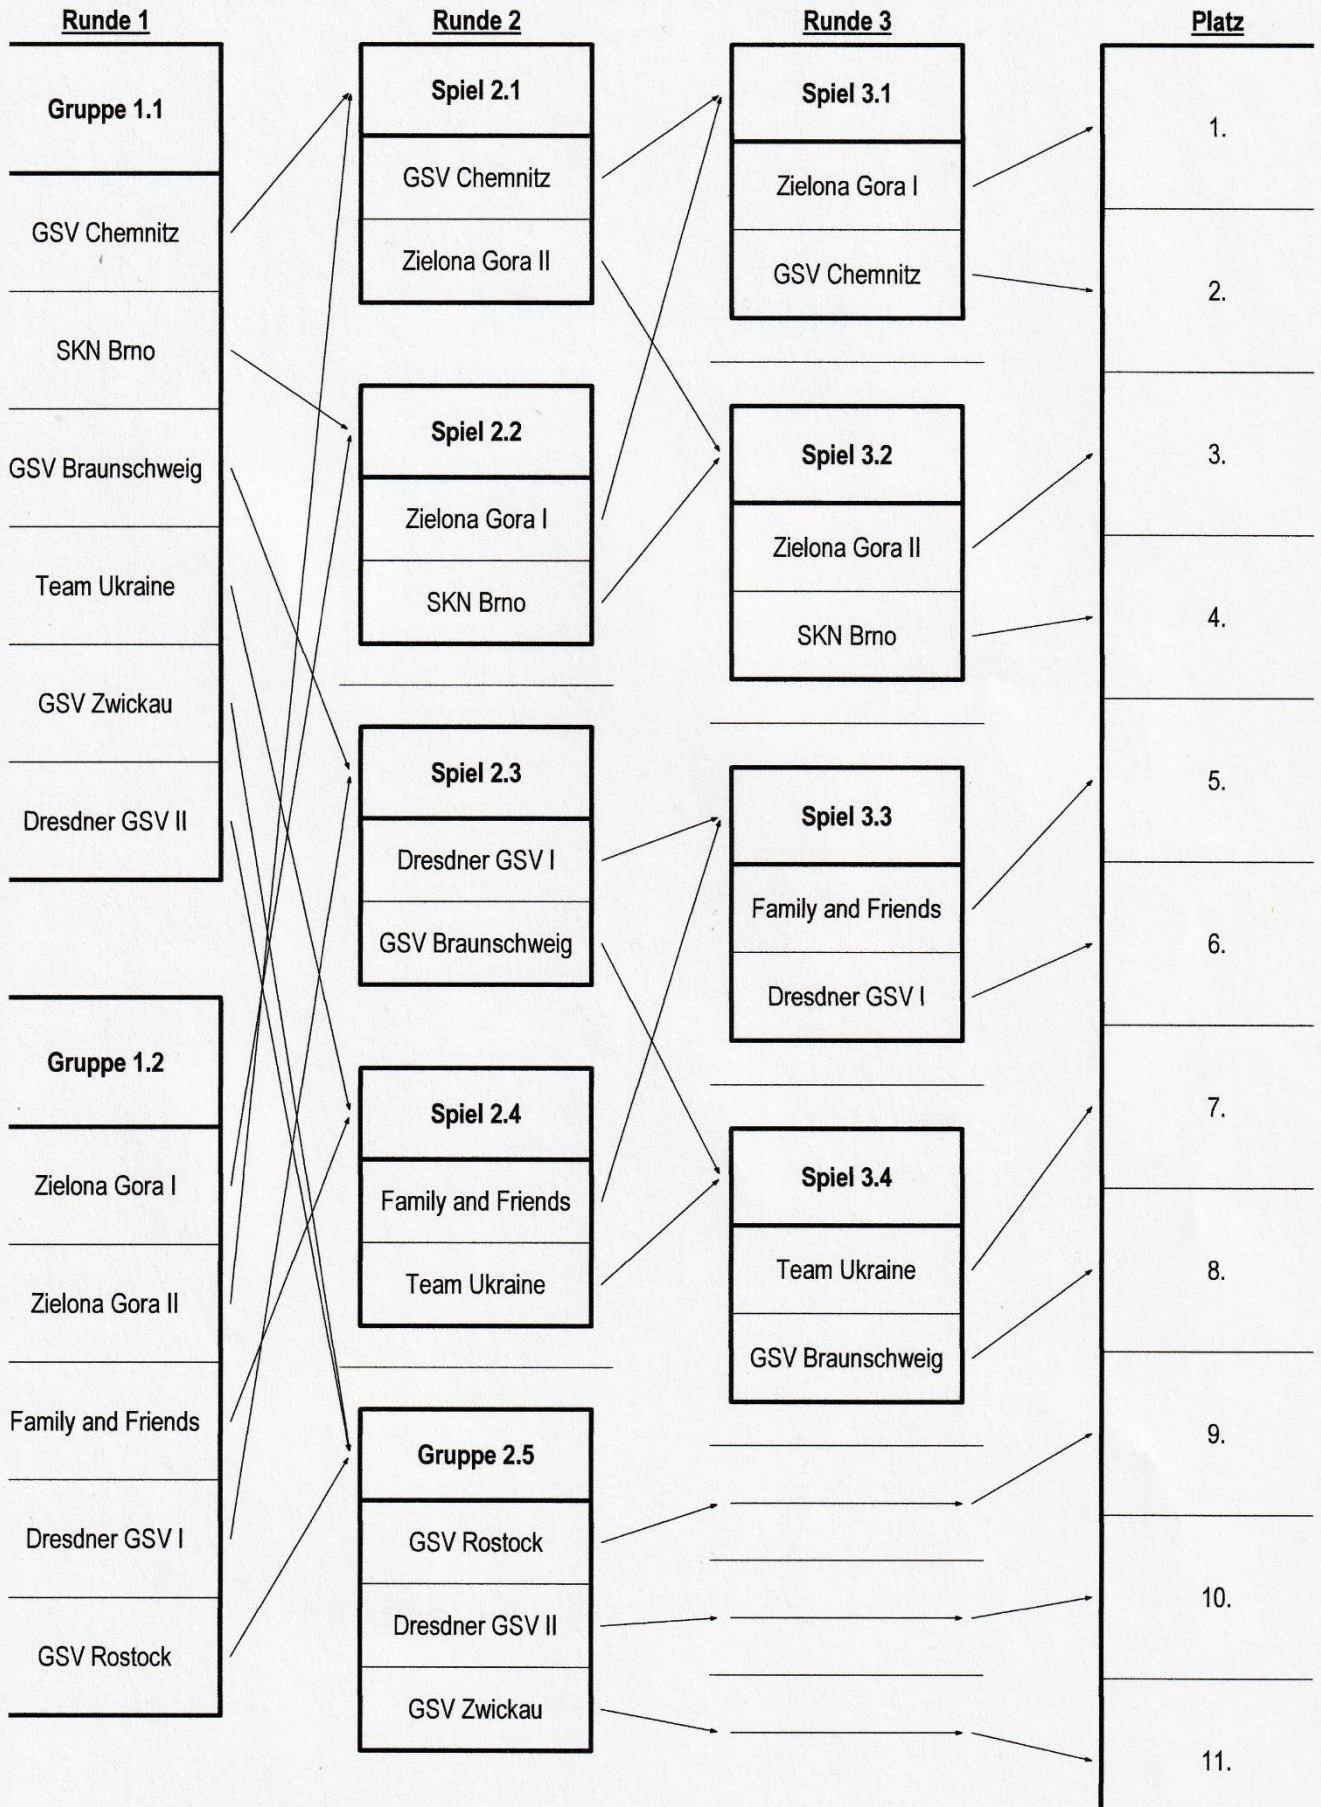 Runde 1
Runde 2
Runde 3
Platz
Gruppe 1.1
GSV Chemnitz
SKN Brno
GSV Braunschweig
Team Ukraine
GSV Zwickau
Dresdner GSV II
Gruppe 1.2
Zielona Gora I
Zielona Gora II
Family and Friends
Dresdner GSV I
GSV Rostock
Spiel 2.1
GSV Chemnitz
Zielona Gora II
Spiel 2.2
Zielona Gora I
SKN Brno
Spiel 2.3
Dresdner GSV I
GSV Braunschweig
Spiel 2.4
Family and Friends
Team Ukraine
Gruppe 2.5
GSV Rostock
Dresdner GSV II
GSV Zwickau
Spiel 3.1
Zielona Gora I
GSV Chemnitz
Spiel 3.2
Zielona Gora II
SKN Brno
Spiel 3.3
Family and Friends
Dresdner GSV I
Spiel 3.4
Team Ukraine
GSV Braunschweig
1.
2.
3.
4.
5.
6.
7.
8.
9.
10.
11.